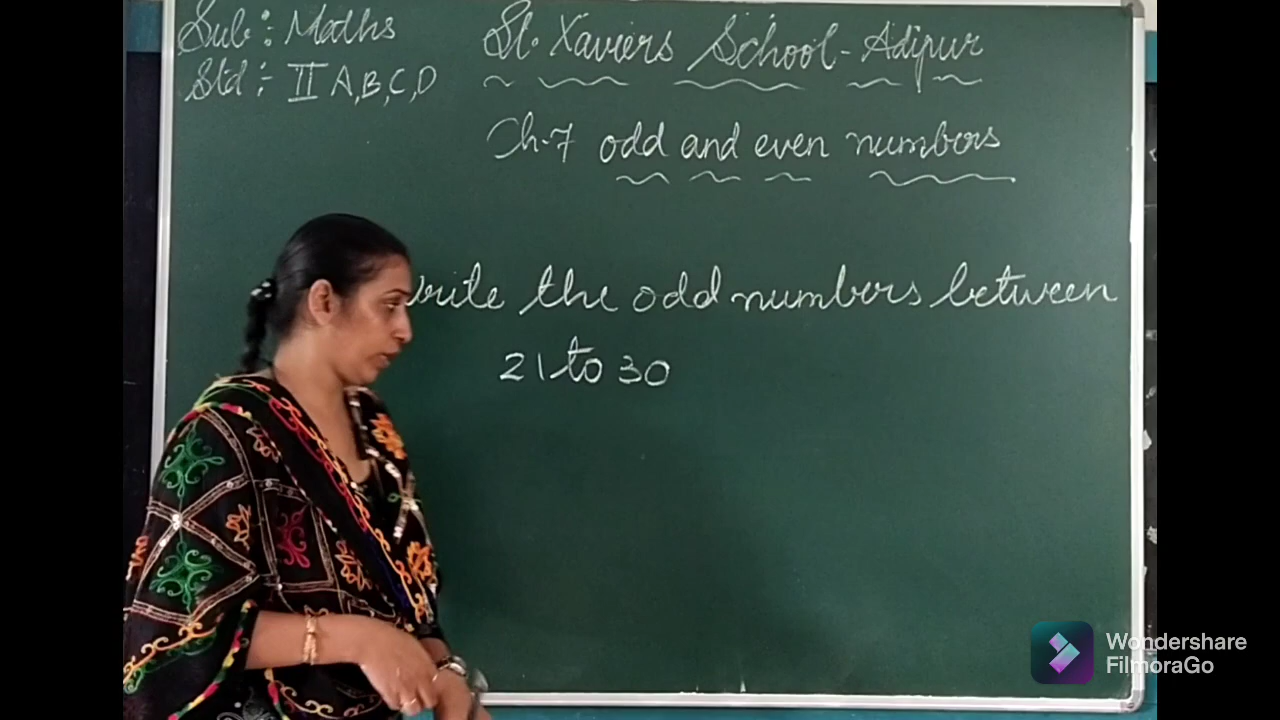 Sub : Maths
St. Xaviers School - Adipur
Std :- II A,B,C,D
Ch.7 odd and even numbers
write the odd numbers between
21 to 30
Wondershare
FilmoraGo